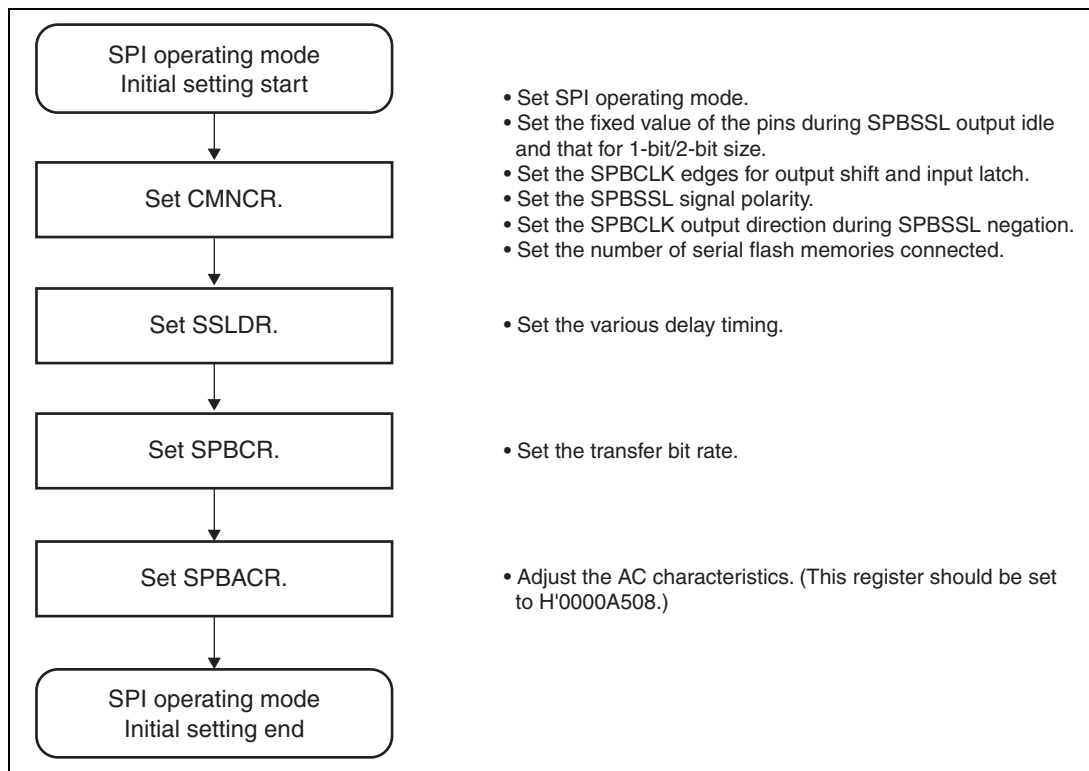 SPI operating mode
Initial setting start
• Set SPI operating mode.
• Set the fixed value of the pins during SPBSSL output idle
and that for 1-bit/2-bit size.
• Set the SPBCLK edges for output shift and input latch.
• Set the SPBSSL signal polarity.
• Set the SPBCLK output direction during SPBSSL negation.
• Set the number of serial flash memories connected.
Set CMNCR.
Set SSLDR.
• Set the various delay timing.
Set SPBCR.
• Set the transfer bit rate.
Set SPBACR.
• Adjust the AC characteristics. (This register should be set
to H'0000A508.)
SPI operating mode
Initial setting end